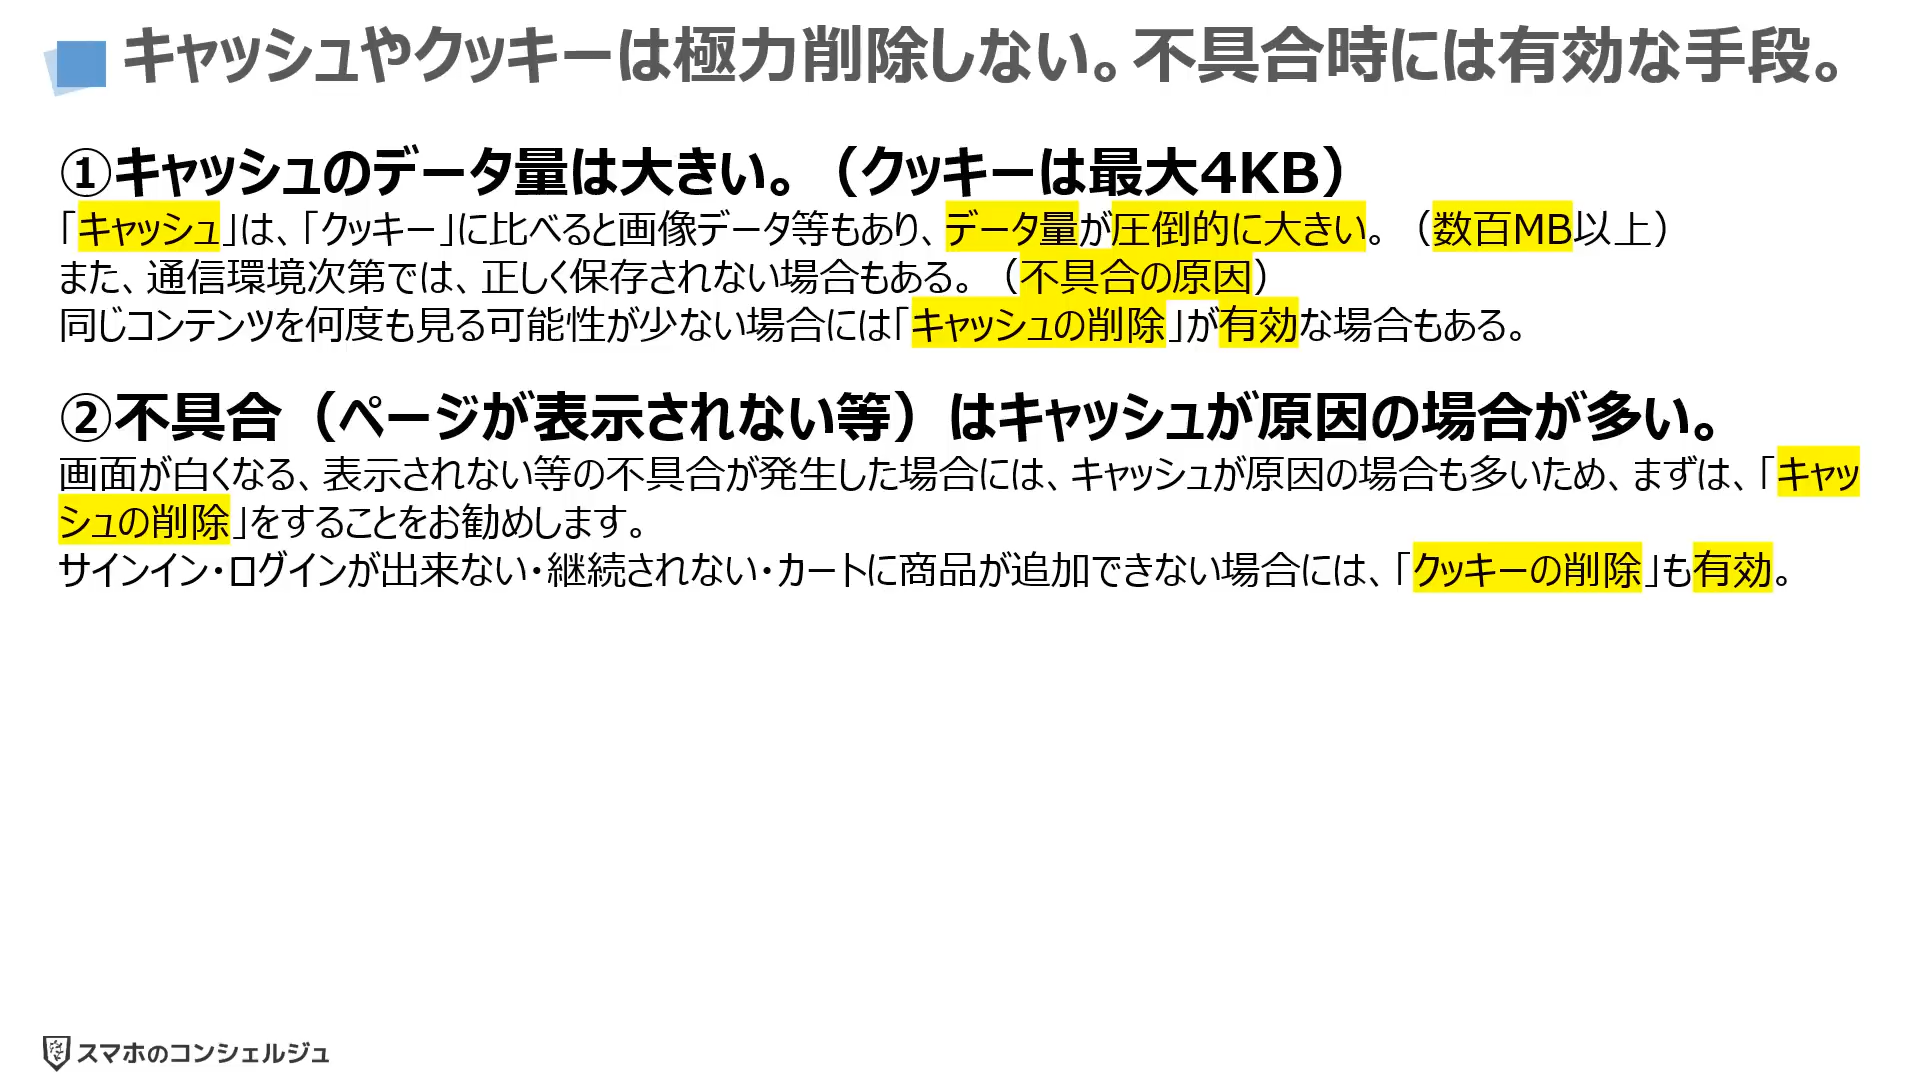 キャッシュやクッキーは極力削除しない。不具合時には有効な手段。
①キャッシュのデータ量は大きい。（クッキーは最大4KB）
「キャッシュ」は、「クッキー」に比べると画像データ等もあり、データ量が圧倒的に大きい。（数百MB以上）
また、通信環境次第では、正しく保存されない場合もある。（不具合の原因）
同じコンテンツを何度も見る可能性が少ない場合には「キャッシュの削除」が有効な場合もある。
②不具合（ページが表示されない等）はキャッシュが原因の場合が多い。
画面が白くなる、表示されない等の不具合が発生した場合には、キャッシュが原因の場合も多いため、まずは、「キャッ
シュの削除」をすることをお勧めします。
サインイン・ログインが出来ない・継続されない・カートに商品が追加できない場合には、「クッキーの削除」も有効。
スマホのコンシェルジュ